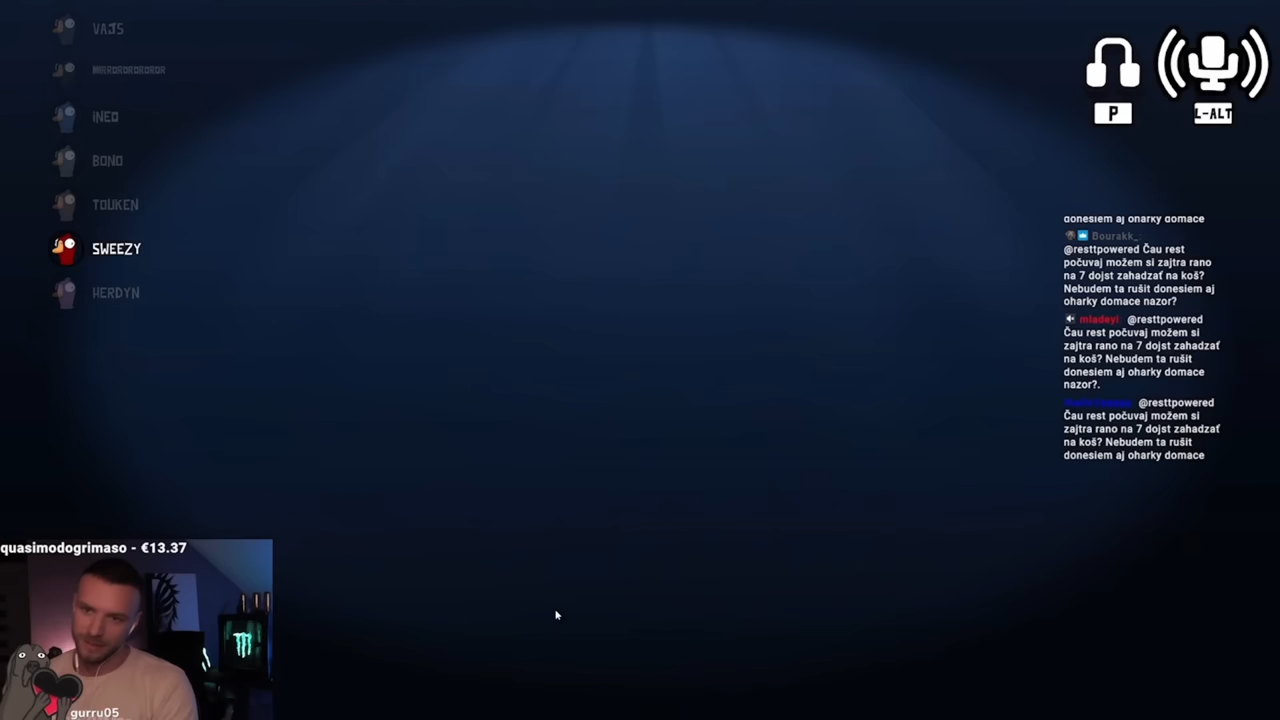 VAJS
MIRROROROROROR
INEO
BONO
TOUKEN
SWEEZY
HERDYN
P
L-ALT
donesiem aj oharky domace
Bourakk_:
@resttpowered Čau rest
počuvaj možem si zajtra rano
na 7 dojst zahadzať na koš?
Nebudem ta rušit donesiem aj
oharky domace nazor?
mladeyi @resttpowered
Čau rest počuvaj možem si
zajtra rano na 7 dojst zahadzať
na koš? Nebudem ta rušit
donesiem aj oharky domace
nazor?.
@resttpowered
Čau rest počuvaj možem si
zajtra rano na 7 dojst zahadzať
na koš? Nebudem ta rušit
donesiem aj oharky domace
quasimodogrimaso - €13.37
gurru05